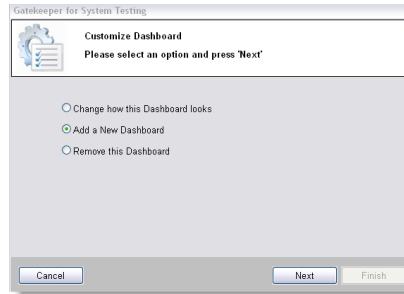 Gatekeeper for System Testing
Customize Dashboard
Please select an option and press 'Next'
Change how this Dashboard looks
Add a New Dashboard
Remove this Dashboard
Cancel Next Finish